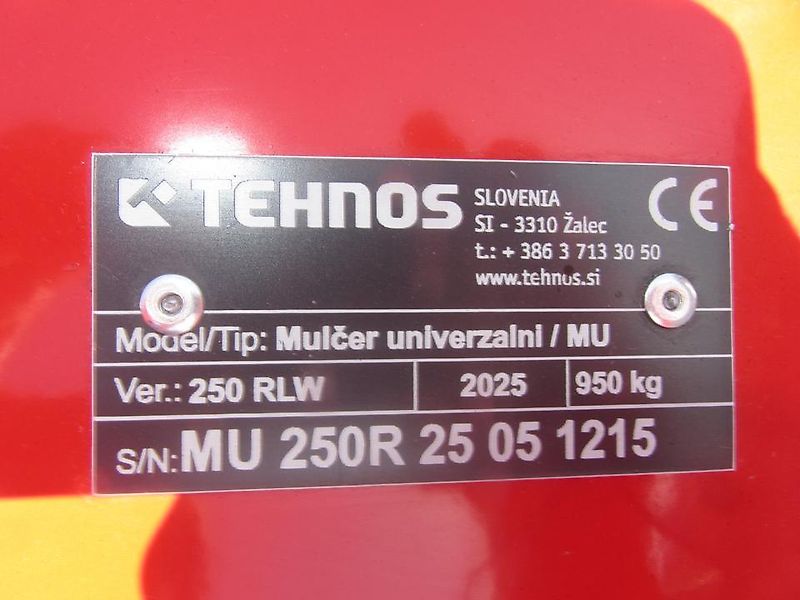 TEHNOS
SLOVENIA
SI - 3310 Žalec
t.: + 386 3 713 30 50
www.tehnos.si
CE
Model/Tip: Mulčer univerzalni / MU
Ver.: 250 RLW 2025 950 kg
S/N: MU 250R 25 05 1215